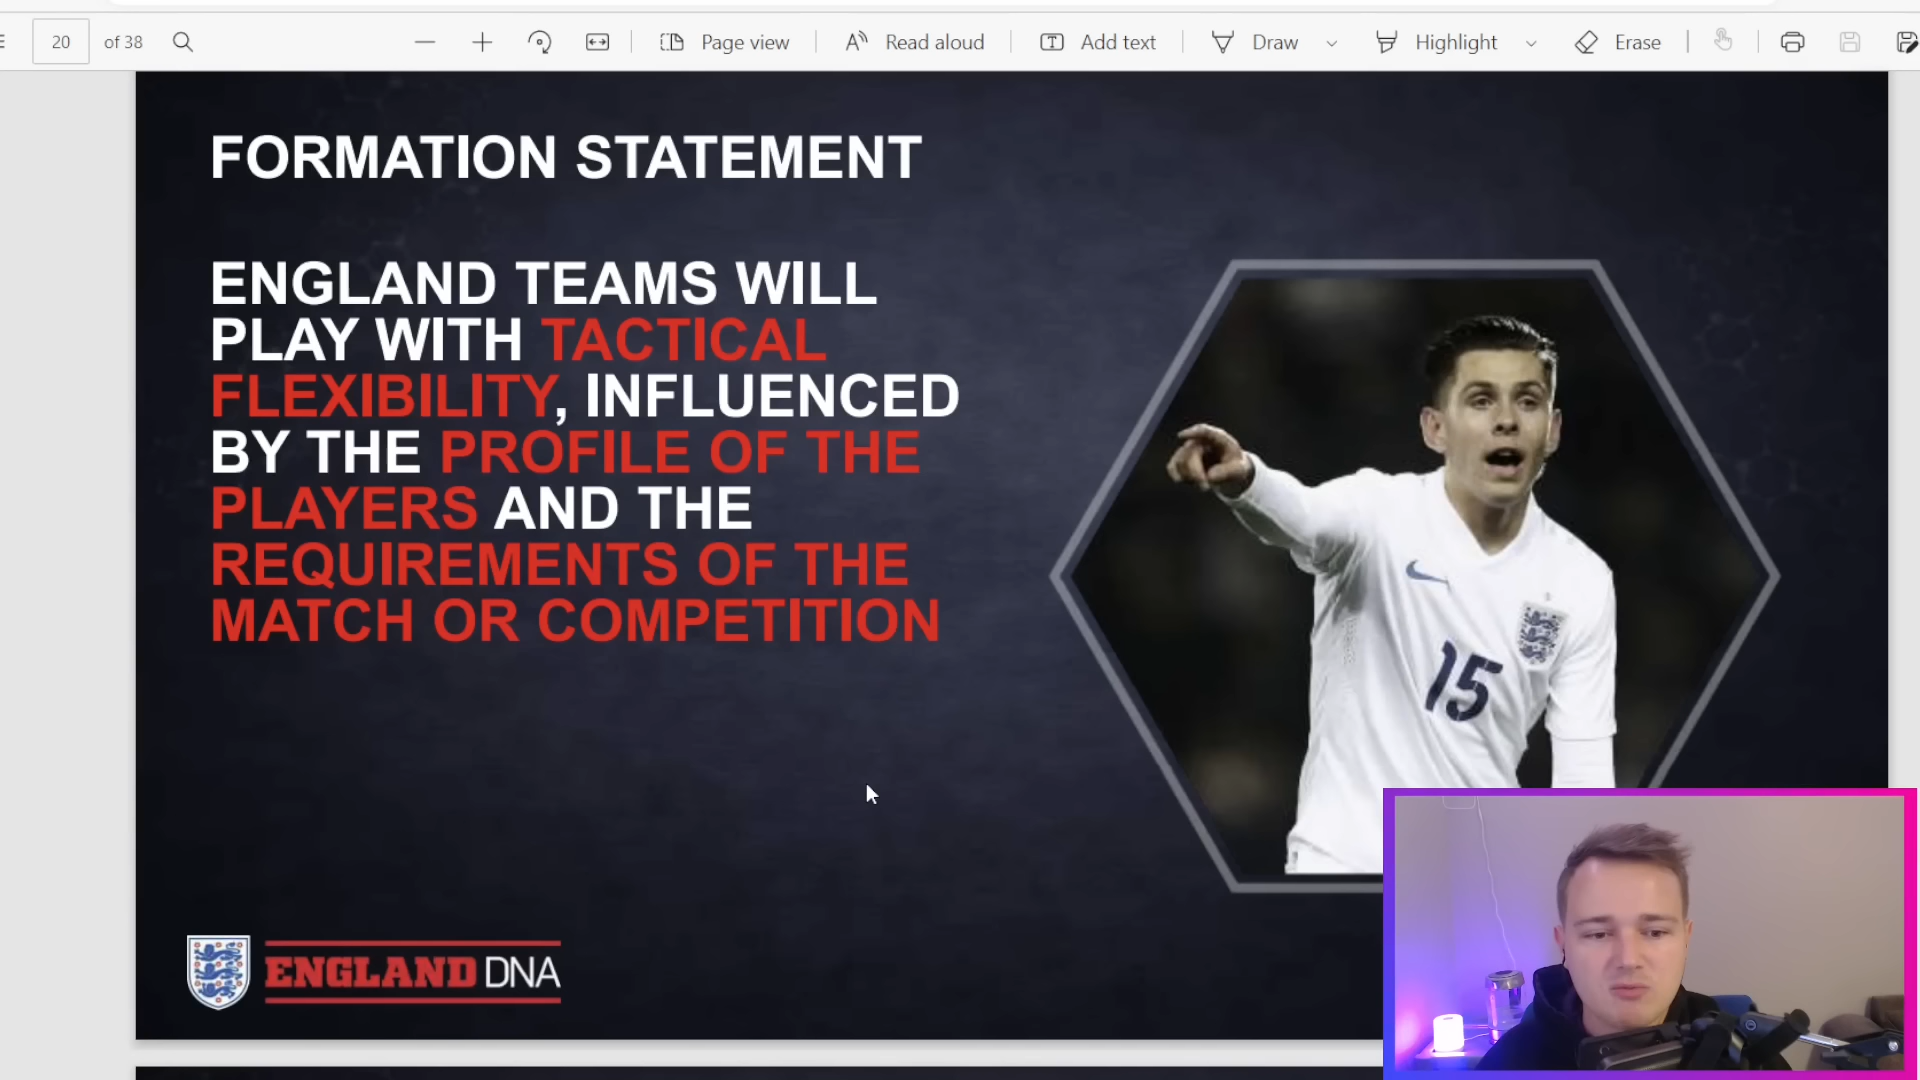 20 of 38 Page view Read aloud Add text Draw Highlight Erase
FORMATION STATEMENT
ENGLAND TEAMS WILL
PLAY WITH TACTICAL
FLEXIBILITY, INFLUENCED
BY THE PROFILE OF THE
PLAYERS AND THE
REQUIREMENTS OF THE
MATCH OR COMPETITION
15
ENGLAND DNA